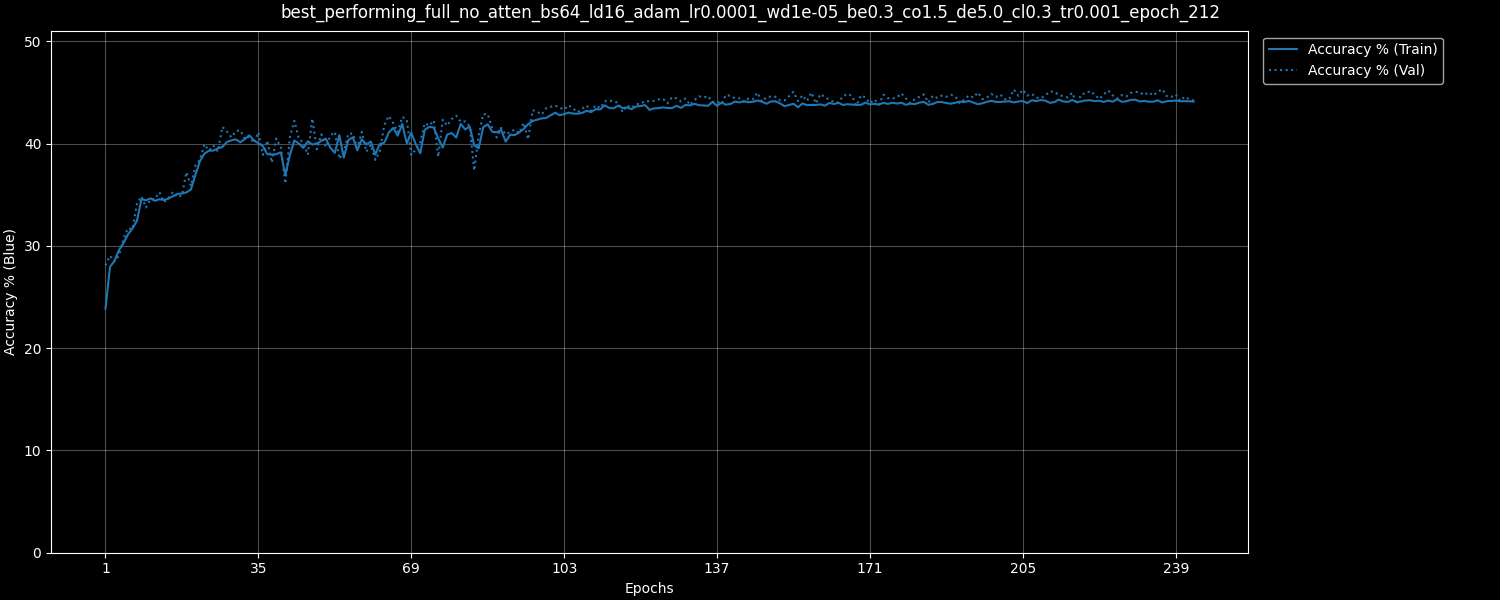 best_performing_full_no_atten_bs64_ld16_adam_lr0.0001_wd1e-05_be0.3_co1.5_de5.0_cl0.3_tr0.001_epoch_212
Accuracy % (Train)
Accuracy % (Val)
Accuracy % (Blue)
50
40
30
20
10
0
1 35 69 103 137 171 205 239
Epochs